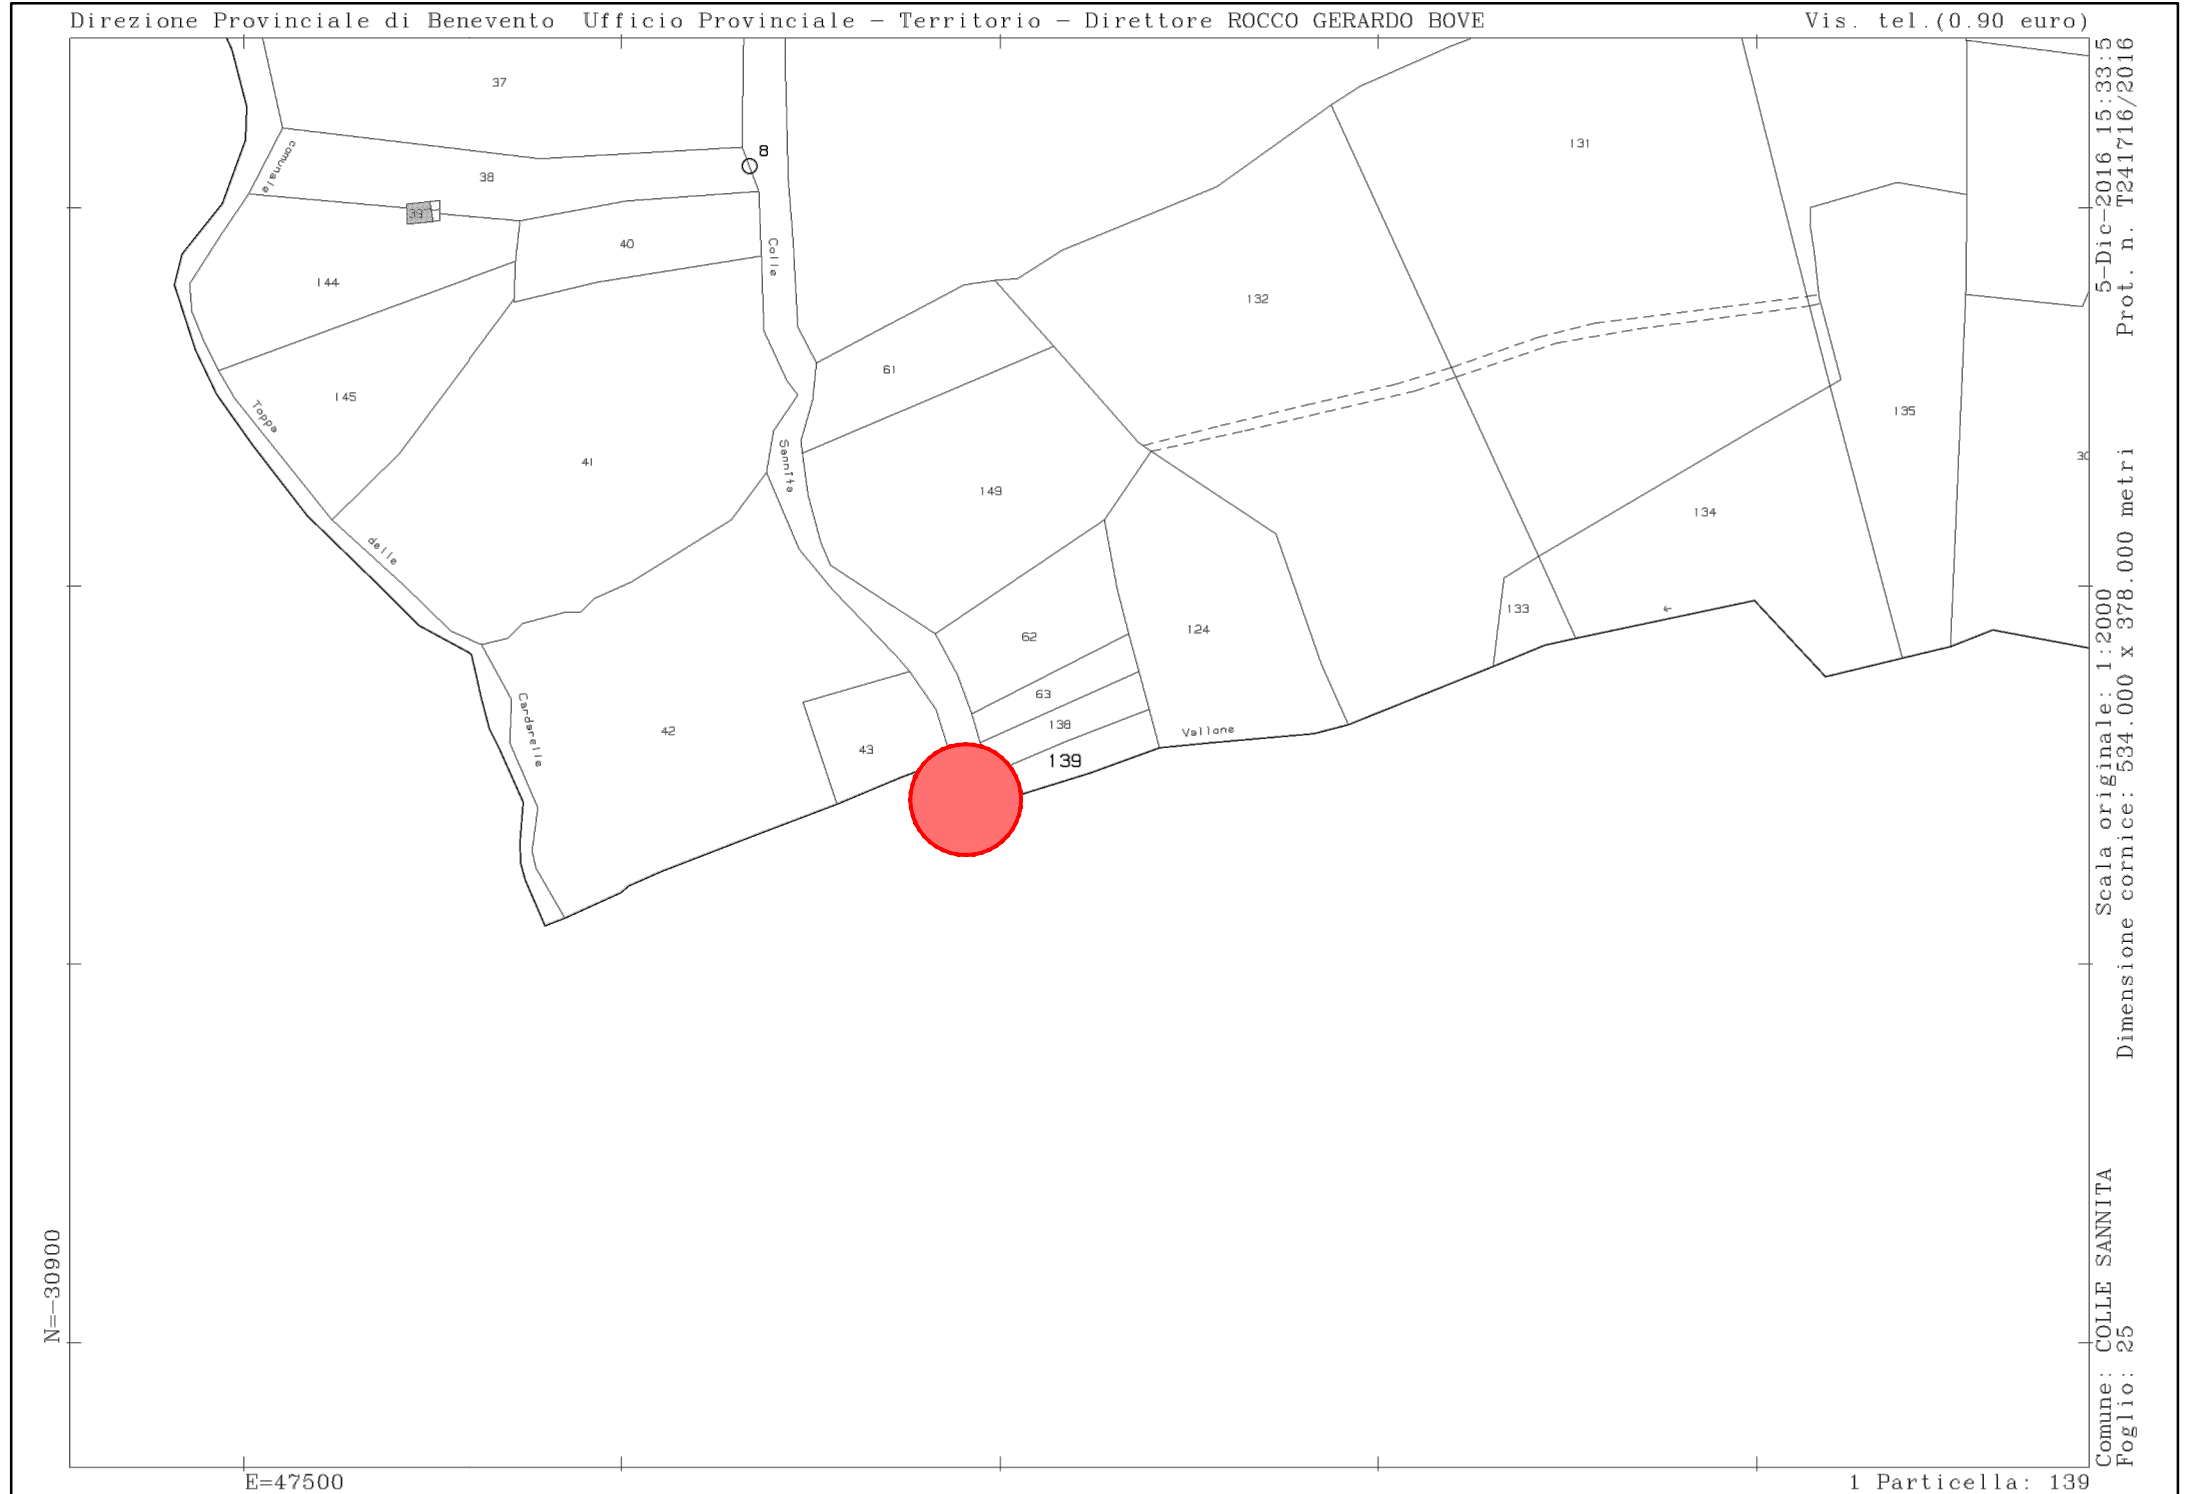 Direzione Provinciale di Benevento Ufficio Provinciale - Territorio - Direttore ROCCO GERARDO BOVE
Vis. tel.(0.90 euro)
37
131
8
comunale
38
39
40
Colle
144
132
61
145
Toppa
135
41
Sannita
30
149
134
delle
133
62
124
63
Cardarelle
138
42
43
Vallone
139
N=-30900
E=47500
1 Particella: 139
5-Dic-2016 15:33:5
Prot. n. T241716/2016
Scala originale: 1:2000
Dimensione cornice: 534.000 x 378.000 metri
Comune: COLLE SANNITA
Foglio: 25